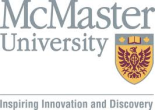 McMaster
University
Inspiring Innovation and Discovery